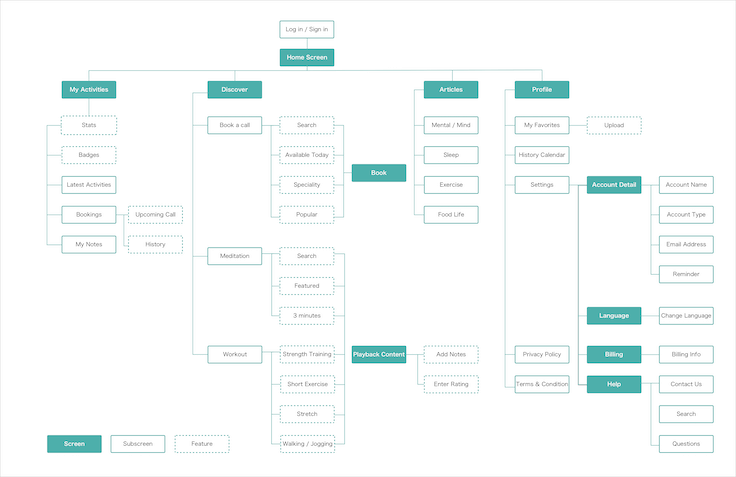 Log in / Sign in
Home Screen
My Activities
Discover
Articles
Profile
Stats
Book a call
Search
Mental / Mind
My Favorites
Upload
Badges
Available Today
Sleep
History Calendar
Book
Latest Activities
Speciality
Exercise
Settings
Account Detail
Account Name
Bookings
Upcoming Call
Popular
Food Life
Account Type
My Notes
History
Email Address
Meditation
Search
Reminder
Featured
3 minutes
Language
Change Language
Workout
Strength Training
Playback Content
Add Notes
Privacy Policy
Billing
Billing Info
Short Exercise
Enter Rating
Terms & Condition
Help
Contact Us
Stretch
Search
Screen
Subscreen
Feature
Walking / Jogging
Questions